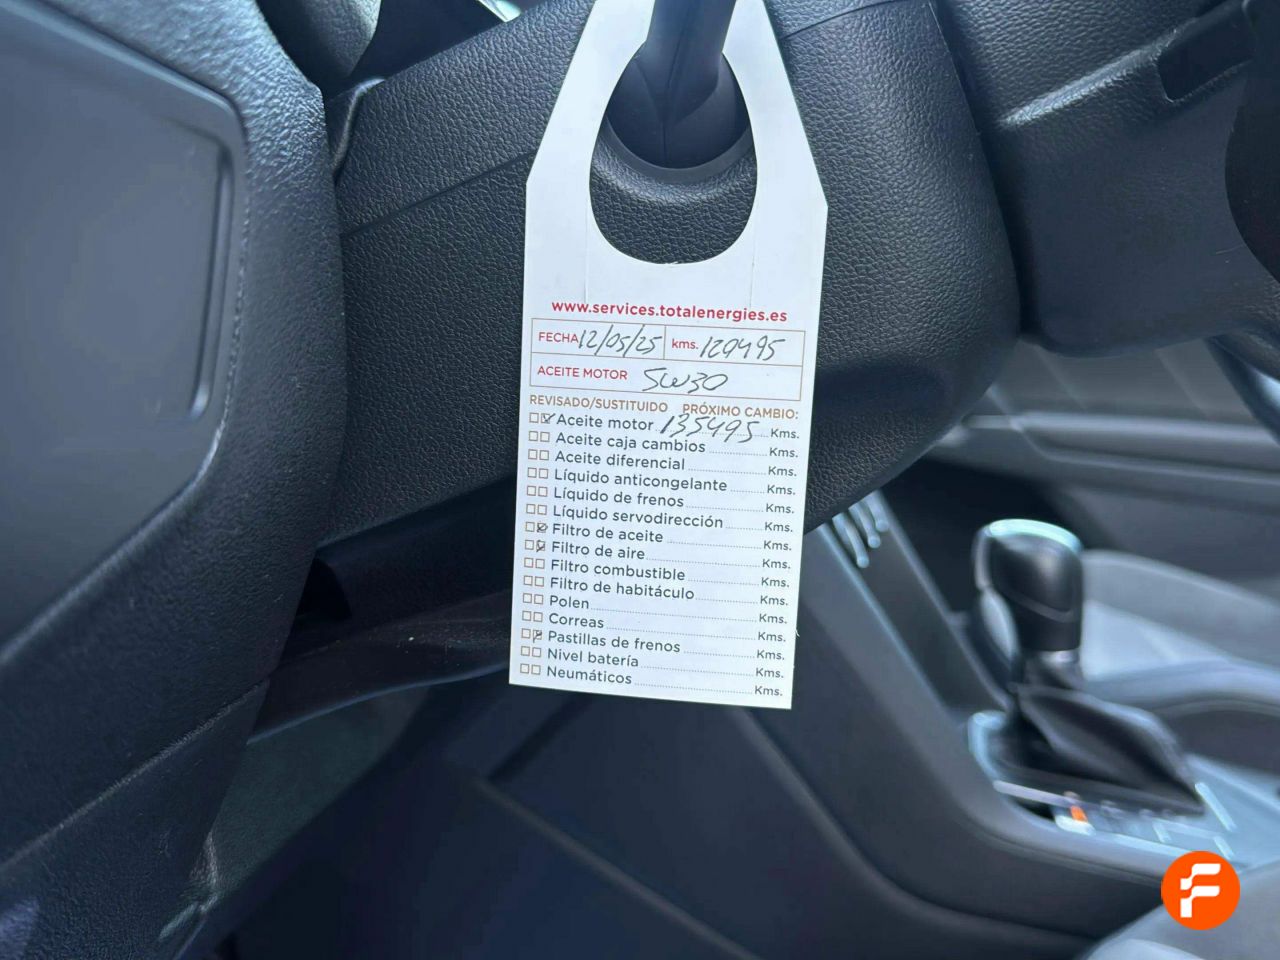 www.services.totalenergies.es
FECHA 12/05/25 kms. 120495
ACEITE MOTOR 5W30
REVISADO/SUSTITUIDO PRÓXIMO CAMBIO:
Aceite motor 135495 Kms.
Aceite caja cambios Kms.
Aceite diferencial Kms.
Líquido anticongelante Kms.
Líquido de frenos Kms.
Líquido servodirección Kms.
Filtro de aceite Kms.
Filtro de aire Kms.
Filtro combustible Kms.
Filtro de habitáculo Kms.
Polen Kms.
Correas Kms.
Pastillas de frenos Kms.
Nivel batería Kms.
Neumáticos Kms.